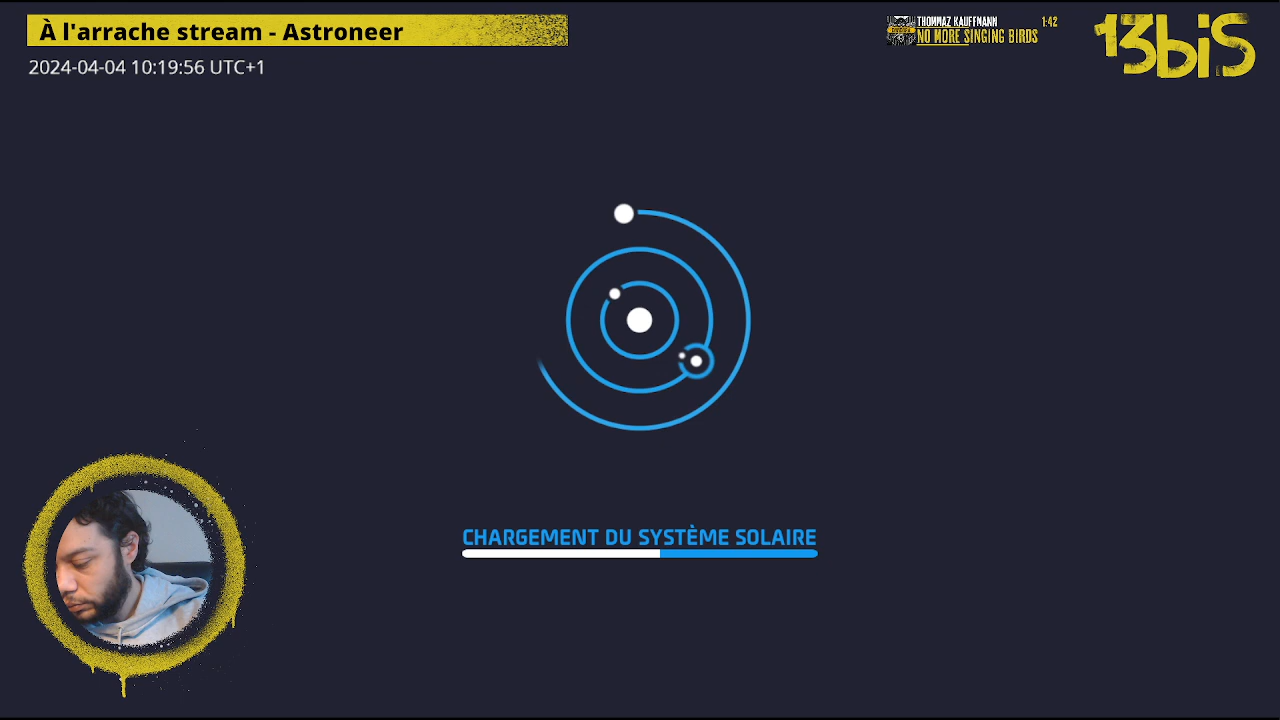 À l'arrache stream - Astroneer
2024-04-04 10:19:56 UTC+1
THOMMAZ KAUFFMANN
1:42
NO MORE SINGING BIRDS
13biS
CHARGEMENT DU SYSTÈME SOLAIRE